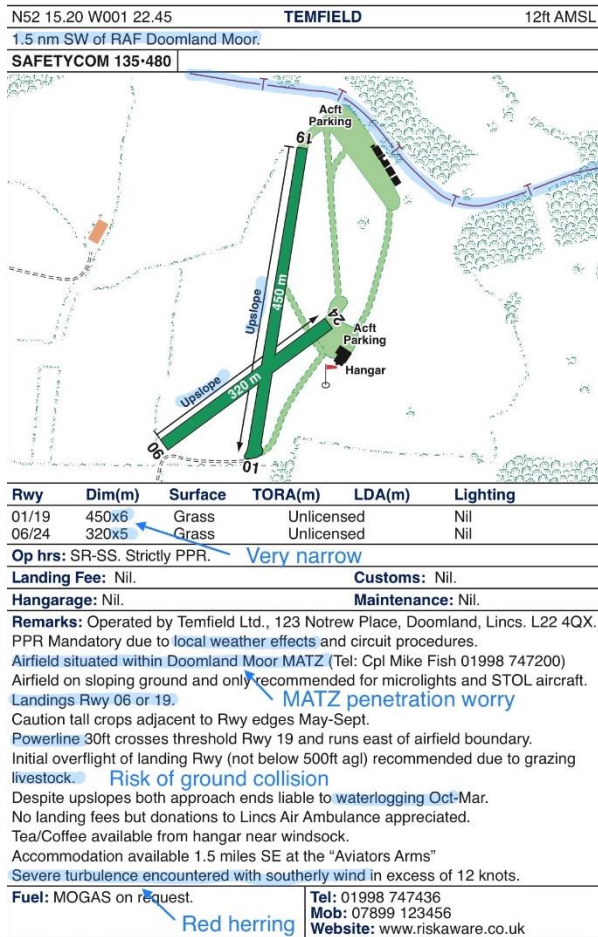 N52 15.20 W001 22.45 TEMFIELD 12ft AMSL
1.5 nm SW of RAF Doomland Moor.
SAFETYCOM 135·480
Acft
Parking
19
450 m
Upslope
24
Acft
Parking
Hangar
Upslope
320 m
06
01
Rwy Dim(m) Surface TORA(m) LDA(m) Lighting
01/19 450x6 Grass Unlicensed Nil
06/24 320x5 Grass Unlicensed Nil
Op hrs: SR-SS. Strictly PPR. Very narrow
Landing Fee: Nil. Customs: Nil.
Hangarage: Nil. Maintenance: Nil.
Remarks: Operated by Temfield Ltd., 123 Notrew Place, Doomland, Lincs. L22 4QX.
PPR Mandatory due to local weather effects and circuit procedures.
Airfield situated within Doomland Moor MATZ (Tel: Cpl Mike Fish 01998 747200)
Airfield on sloping ground and only recommended for microlights and STOL aircraft.
Landings Rwy 06 or 19. MATZ penetration worry
Caution tall crops adjacent to Rwy edges May-Sept.
Powerline 30ft crosses threshold Rwy 19 and runs east of airfield boundary.
Initial overflight of landing Rwy (not below 500ft agl) recommended due to grazing
livestock. Risk of ground collision
Despite upslopes both approach ends liable to waterlogging Oct-Mar.
No landing fees but donations to Lincs Air Ambulance appreciated.
Tea/Coffee available from hangar near windsock.
Accommodation available 1.5 miles SE at the “Aviators Arms”
Severe turbulence encountered with southerly wind in excess of 12 knots.
Fuel: MOGAS on request. Tel: 01998 747436
Red herring Mob: 07899 123456
Website: www.riskaware.co.uk